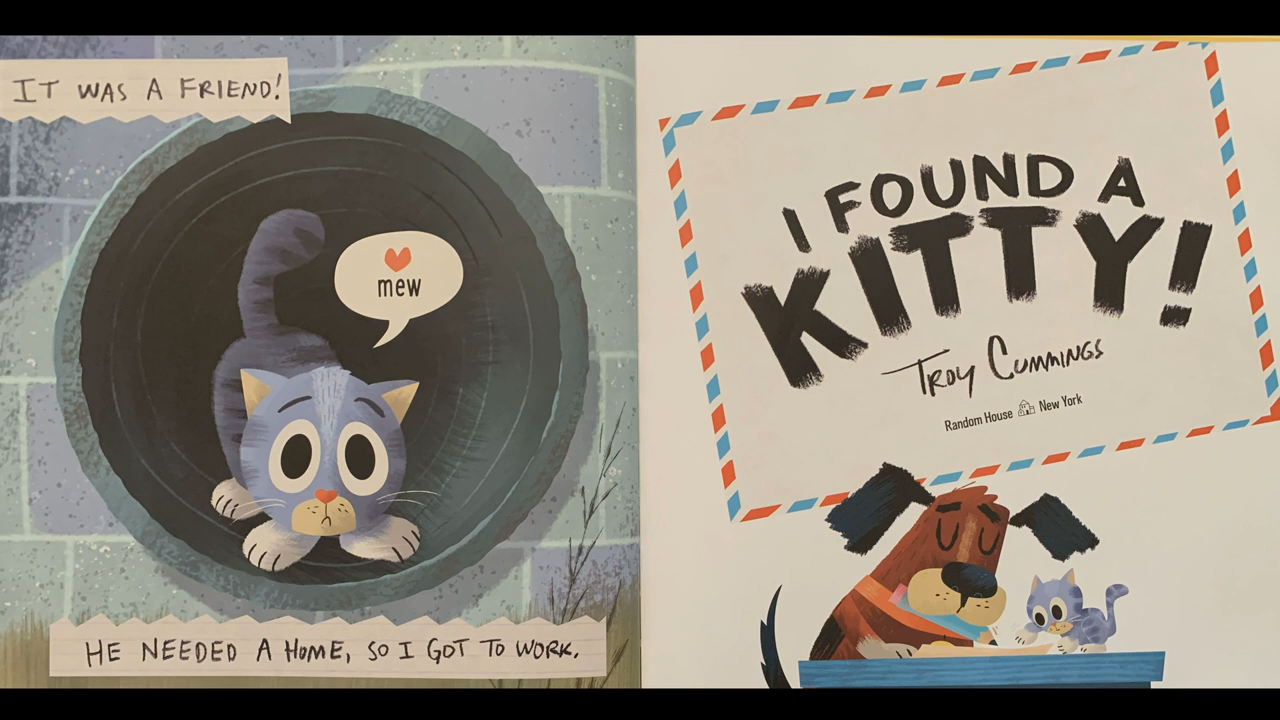 IT WAS A FRIEND!
mew
HE NEEDED A HOME, SO I GOT TO WORK.
I FOUND A
KITTY!
TROY CUMMINGS
Random House New York